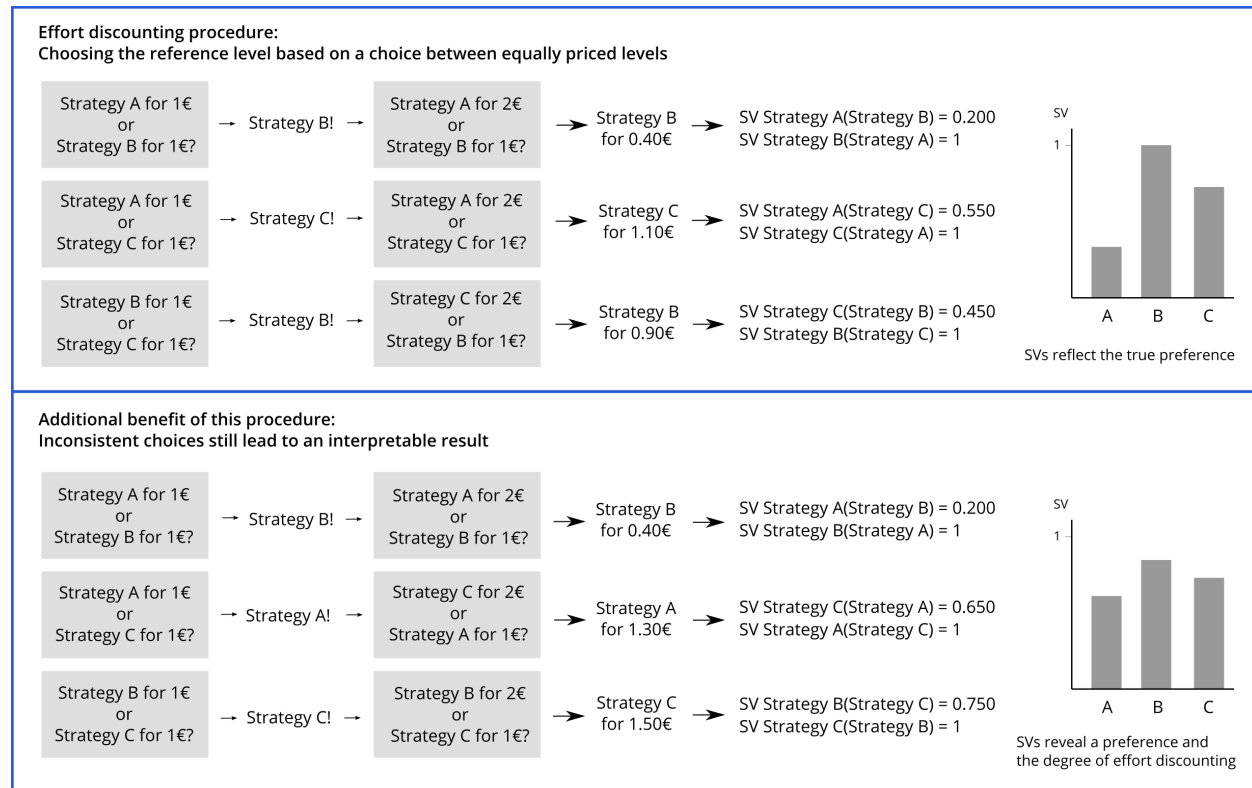 Effort discounting procedure:
Choosing the reference level based on a choice between equally priced levels
Strategy A for 1€
or
Strategy B for 1€?
Strategy B!
Strategy A for 2€
or
Strategy B for 1€?
Strategy B
for 0.40€
SV Strategy A(Strategy B) = 0.200
SV Strategy B(Strategy A) = 1
Strategy A for 1€
or
Strategy C for 1€?
Strategy C!
Strategy A for 2€
or
Strategy C for 1€?
Strategy C
for 1.10€
SV Strategy A(Strategy C) = 0.550
SV Strategy C(Strategy A) = 1
Strategy B for 1€
or
Strategy C for 1€?
Strategy B!
Strategy C for 2€
or
Strategy B for 1€?
Strategy B
for 0.90€
SV Strategy C(Strategy B) = 0.450
SV Strategy B(Strategy C) = 1
SV
1
A B C
SVs reflect the true preference
Additional benefit of this procedure:
Inconsistent choices still lead to an interpretable result
Strategy A for 1€
or
Strategy B for 1€?
Strategy B!
Strategy A for 2€
or
Strategy B for 1€?
Strategy B
for 0.40€
SV Strategy A(Strategy B) = 0.200
SV Strategy B(Strategy A) = 1
Strategy A for 1€
or
Strategy C for 1€?
Strategy A!
Strategy C for 2€
or
Strategy A for 1€?
Strategy A
for 1.30€
SV Strategy C(Strategy A) = 0.650
SV Strategy A(Strategy C) = 1
Strategy B for 1€
or
Strategy C for 1€?
Strategy C!
Strategy B for 2€
or
Strategy C for 1€?
Strategy C
for 1.50€
SV Strategy B(Strategy C) = 0.750
SV Strategy C(Strategy B) = 1
SV
1
A B C
SVs reveal a preference and
the degree of effort discounting